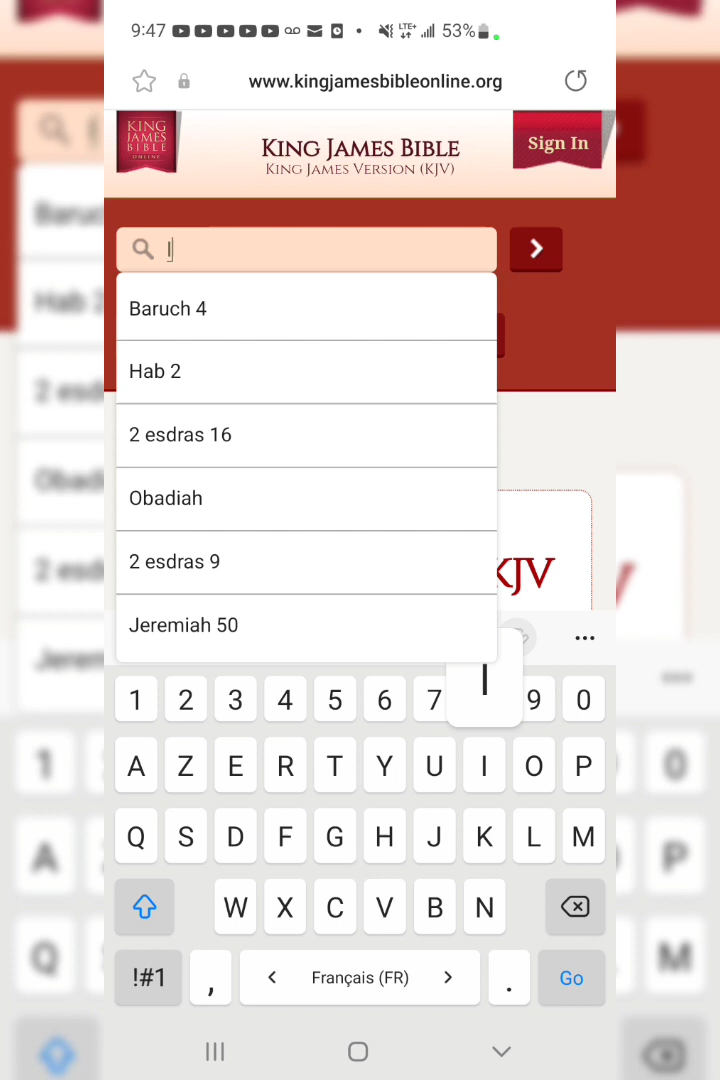 9:47 LTE+ 53%
www.kingjamesbibleonline.org
KING
JAMES
BIBLE
ONLINE
KING JAMES BIBLE
KING JAMES VERSION (KJV)
Sign In
I
Baruch 4
Hab 2
2 esdras 16
Obadiah
2 esdras 9
Jeremiah 50
KJV
I
1 2 3 4 5 6 7 9 0
A Z E R T Y U I O P
Q S D F G H J K L M
W X C V B N
!#1 , < Français (FR) > . Go